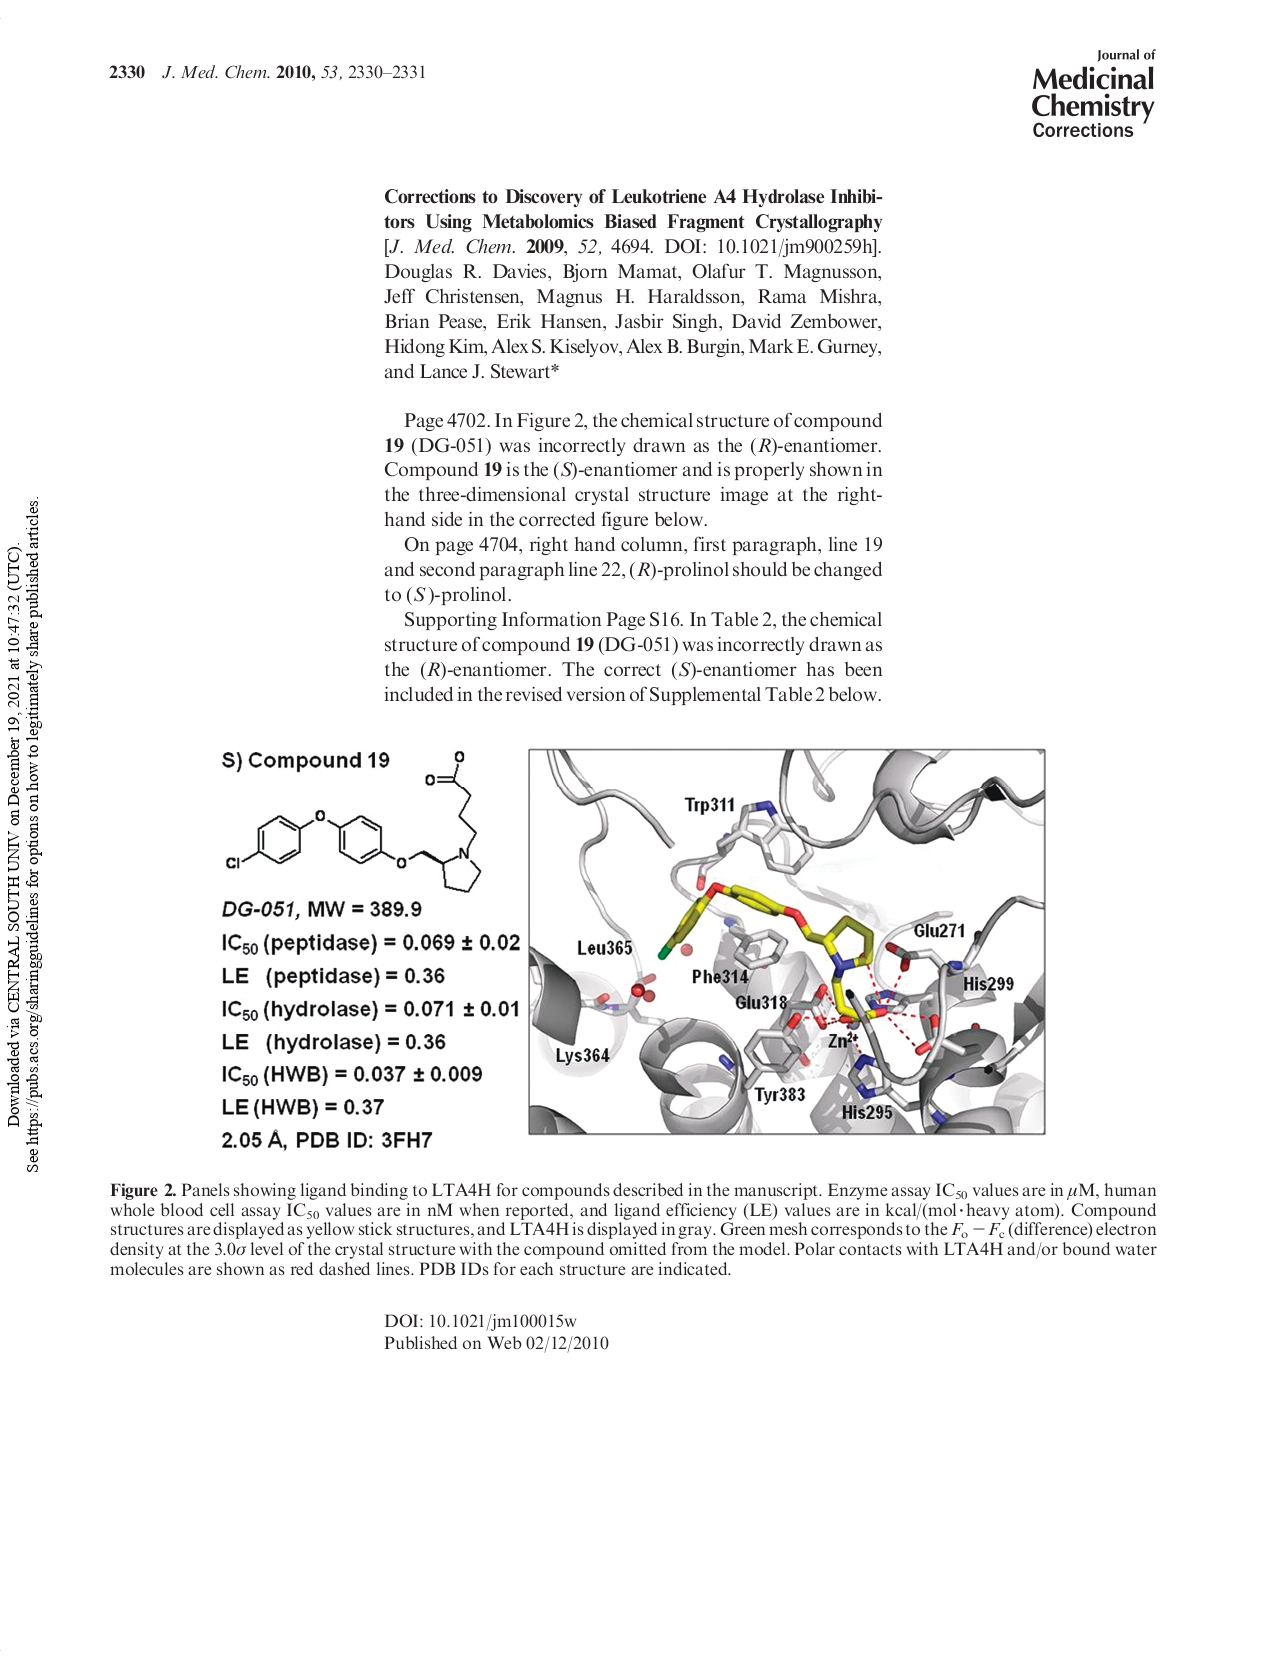 2330 J. Med. Chem. 2010, 53, 2330–2331
Journal of
Medicinal
Chemistry
Corrections
Corrections to Discovery of Leukotriene A4 Hydrolase Inhibi-
tors Using Metabolomics Biased Fragment Crystallography
[J. Med. Chem. 2009, 52, 4694. DOI: 10.1021/jm900259h].
Douglas R. Davies, Bjorn Mamat, Olafur T. Magnusson,
Jeff Christensen, Magnus H. Haraldsson, Rama Mishra,
Brian Pease, Erik Hansen, Jasbir Singh, David Zembower,
Hidong Kim, Alex S. Kiselyov, Alex B. Burgin, Mark E. Gurney,
and Lance J. Stewart*
Page 4702. In Figure 2, the chemical structure of compound
19 (DG-051) was incorrectly drawn as the (R)-enantiomer.
Compound 19 is the (S)-enantiomer and is properly shown in
the three-dimensional crystal structure image at the right-
hand side in the corrected figure below.
On page 4704, right hand column, first paragraph, line 19
and second paragraph line 22, (R)-prolinol should be changed
to (S)-prolinol.
Supporting Information Page S16. In Table 2, the chemical
structure of compound 19 (DG-051) was incorrectly drawn as
the (R)-enantiomer. The correct (S)-enantiomer has been
included in the revised version of Supplemental Table 2 below.
S) Compound 19
O
O
O
Cl
O
N
DG-051, MW = 389.9
IC50 (peptidase) = 0.069 ± 0.02
LE (peptidase) = 0.36
IC50 (hydrolase) = 0.071 ± 0.01
LE (hydrolase) = 0.36
IC50 (HWB) = 0.037 ± 0.009
LE (HWB) = 0.37
2.05 Å, PDB ID: 3FH7
Trp311
Leu365
Glu271
Phe314
His299
Glu318
Zn2+
Lys364
Tyr383
His295
Figure 2. Panels showing ligand binding to LTA4H for compounds described in the manuscript. Enzyme assay IC50 values are in μM, human
whole blood cell assay IC50 values are in nM when reported, and ligand efficiency (LE) values are in kcal/(mol·heavy atom). Compound
structures are displayed as yellow stick structures, and LTA4H is displayed in gray. Green mesh corresponds to the Fo − Fc (difference) electron
density at the 3.0σ level of the crystal structure with the compound omitted from the model. Polar contacts with LTA4H and/or bound water
molecules are shown as red dashed lines. PDB IDs for each structure are indicated.
DOI: 10.1021/jm100015w
Published on Web 02/12/2010
Downloaded via CENTRAL SOUTH UNIV on December 19, 2021 at 10:47:32 (UTC).
See https://pubs.acs.org/sharingguidelines for options on how to legitimately share published articles.